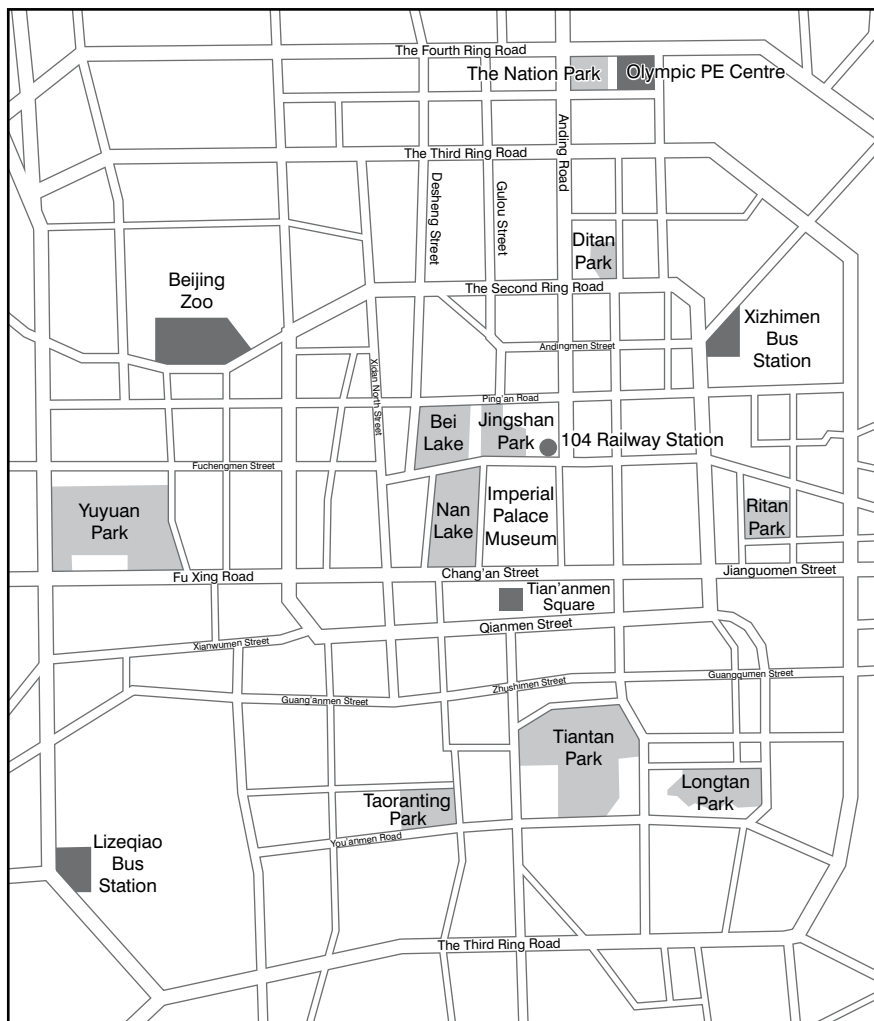 The Fourth Ring Road
The Nation Park
Olympic PE Centre
Anding Road
The Third Ring Road
Desheng Street
Gulou Street
Ditan
Park
Beijing
Zoo
The Second Ring Road
Xizhimen
Bus
Station
Andingmen Street
Xidan North Street
Ping'an Road
Bei
Lake
Jingshan
Park
104 Railway Station
Fuchengmen Street
Yuyuan
Park
Nan
Lake
Imperial
Palace
Museum
Ritan
Park
Fu Xing Road
Chang'an Street
Jianguomen Street
Tian'anmen
Square
Qianmen Street
Xianwumen Street
Guang'anmen Street
Zhushimen Street
Guangqumen Street
Tiantan
Park
Longtan
Park
Taoranting
Park
You'anmen Road
Lizeqiao
Bus
Station
The Third Ring Road